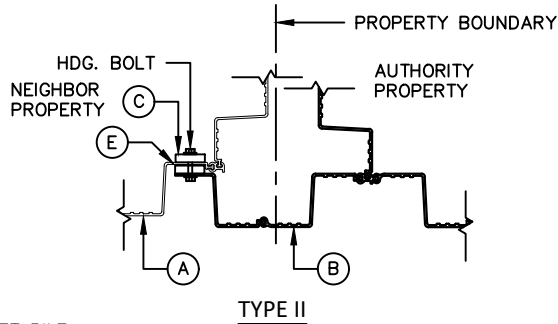 PROPERTY BOUNDARY
HDG. BOLT
NEIGHBOR
PROPERTY
AUTHORITY
PROPERTY
C
E
A
B
TYPE II